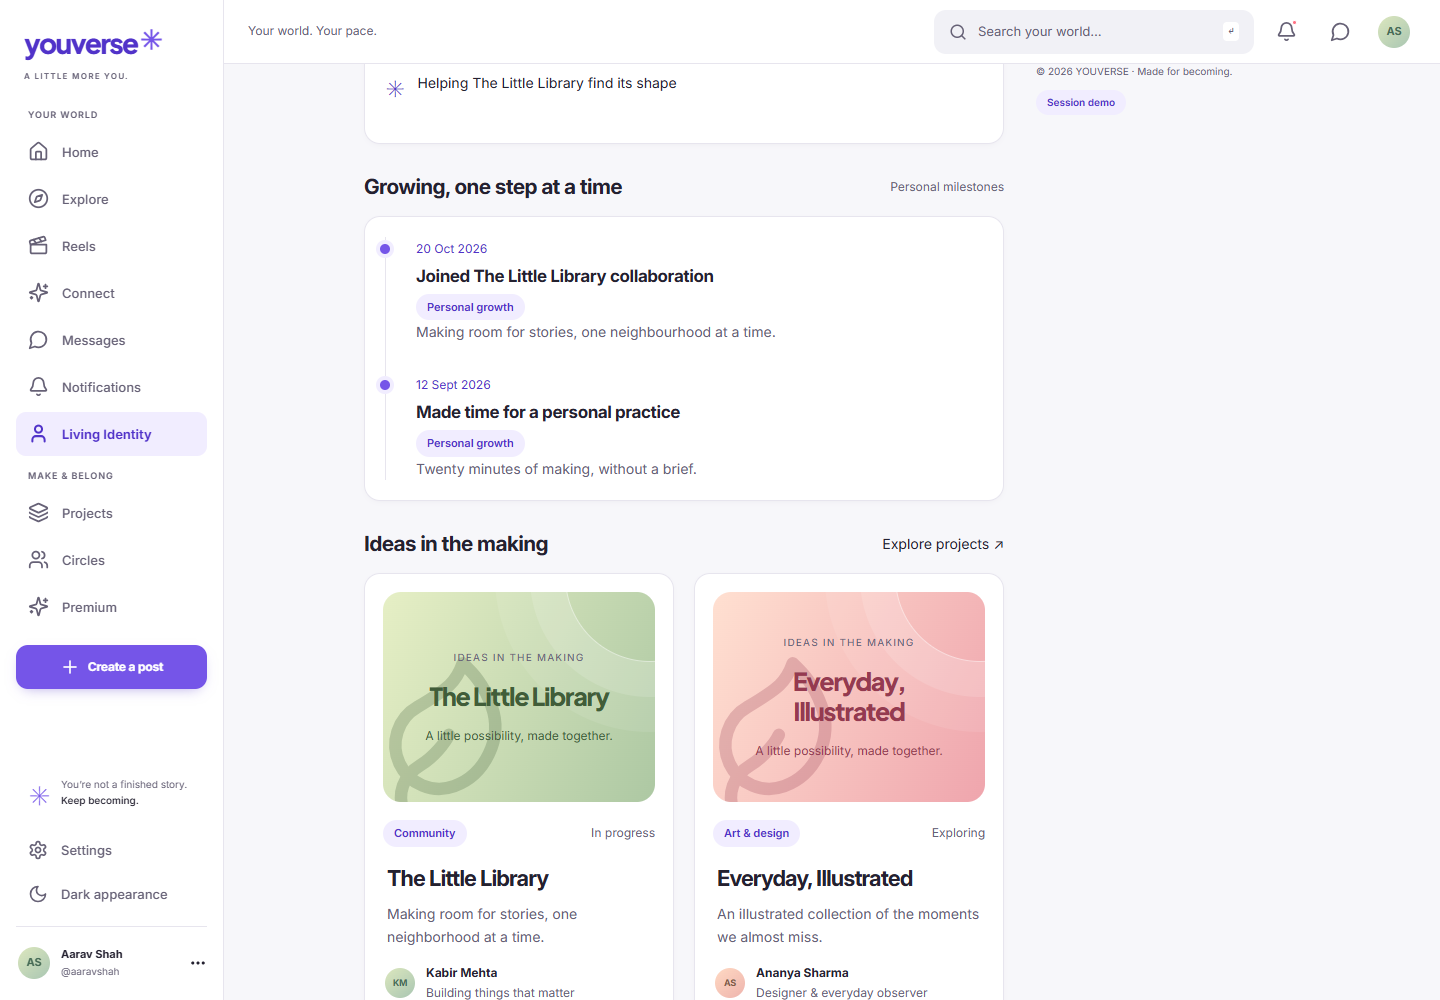 youverse
A LITTLE MORE YOU.
YOUR WORLD
Home
Explore
Reels
Connect
Messages
Notifications
Living Identity
MAKE & BELONG
Projects
Circles
Premium
Create a post
You're not a finished story.
Keep becoming.
Settings
Dark appearance
AS
Aarav Shah
@aaravshah
Your world. Your pace.
Search your world...
AS
Helping The Little Library find its shape
Growing, one step at a time
Personal milestones
20 Oct 2026
Joined The Little Library collaboration
Personal growth
Making room for stories, one neighbourhood at a time.
12 Sept 2026
Made time for a personal practice
Personal growth
Twenty minutes of making, without a brief.
Ideas in the making
Explore projects ↗
IDEAS IN THE MAKING
The Little Library
A little possibility, made together.
Community
In progress
The Little Library
Making room for stories, one
neighborhood at a time.
KM
Kabir Mehta
Building things that matter
IDEAS IN THE MAKING
Everyday,
Illustrated
A little possibility, made together.
Art & design
Exploring
Everyday, Illustrated
An illustrated collection of the moments
we almost miss.
AS
Ananya Sharma
Designer & everyday observer
© 2026 YOUVERSE · Made for becoming.
Session demo